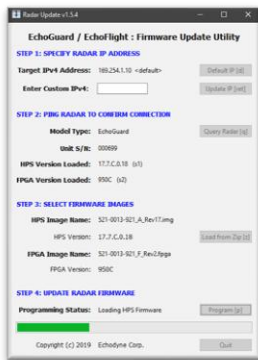 Radar Update v1.5.4
EchoGuard / EchoFlight : Firmware Update Utility
STEP 1: SPECIFY RADAR IP ADDRESS
Target IPv4 Address: 169.254.1.10 <default> Default IP [d]
Enter Custom IPv4: Update IP [ret]
STEP 2: PING RADAR TO CONFIRM CONNECTION
Model Type: EchoGuard Query Radar [q]
Unit S/N: 000699
HPS Version Loaded: 17.7.C.0.18 (s1)
FPGA Version Loaded: 950C (s2)
STEP 3: SELECT FIRMWARE IMAGES
HPS Image Name: 521-0013-921_A_Rev17.img
HPS Version: 17.7.C.0.18 Load from Zip [z]
FPGA Image Name: 521-0013-921_F_Rev2.fpga
FPGA Version: 950C
STEP 4: UPDATE RADAR FIRMWARE
Programming Status: Loading HPS Firmware Program [p]
Copyright (c) 2019 Echodyne Corp. Quit